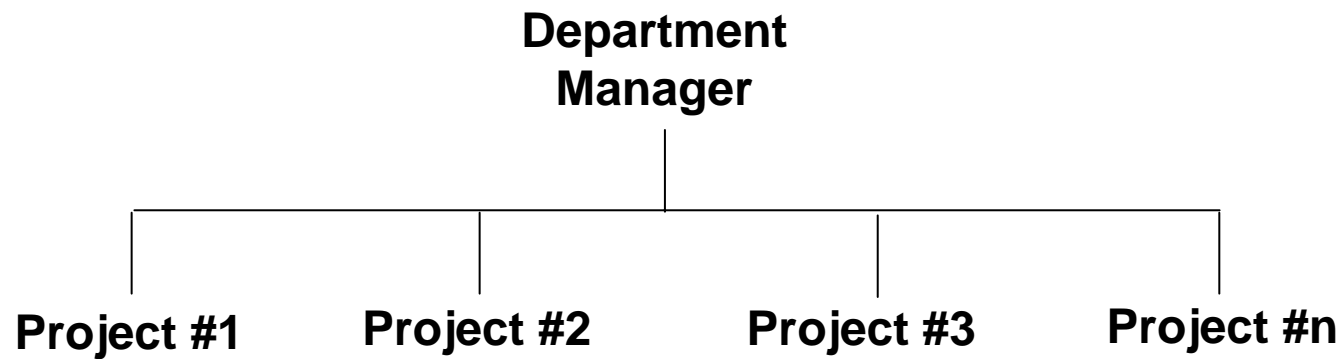 Department
Manager
Project #1
Project #2
Project #3
Project #n